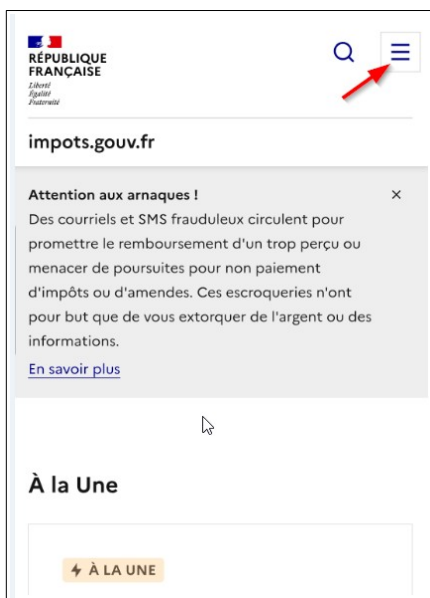 RÉPUBLIQUE
FRANÇAISE
Liberté
Égalité
Fraternité
impots.gouv.fr
Attention aux arnaques !
Des courriels et SMS frauduleux circulent pour
promettre le remboursement d'un trop perçu ou
menacer de poursuites pour non paiement
d'impôts ou d'amendes. Ces escroqueries n'ont
pour but que de vous extorquer de l'argent ou des
informations.
En savoir plus
À la Une
À LA UNE